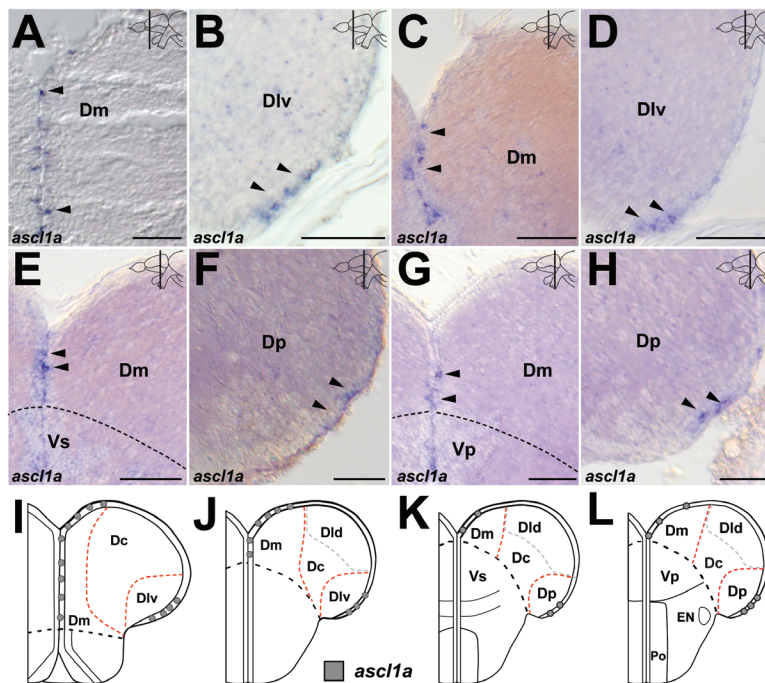 A
Dm
ascl1a
B
Dlv
ascl1a
C
Dm
ascl1a
D
Dlv
ascl1a
E
Dm
Vs
ascl1a
F
Dp
ascl1a
G
Dm
Vp
ascl1a
H
Dp
ascl1a
I
Dc
Dlv
Dm
J
Dm
Dld
Dc
Dlv
K
Dm
Dld
Dc
Vs
Dp
L
Dm
Dld
Dc
Vp
Dp
EN
Po
ascl1a